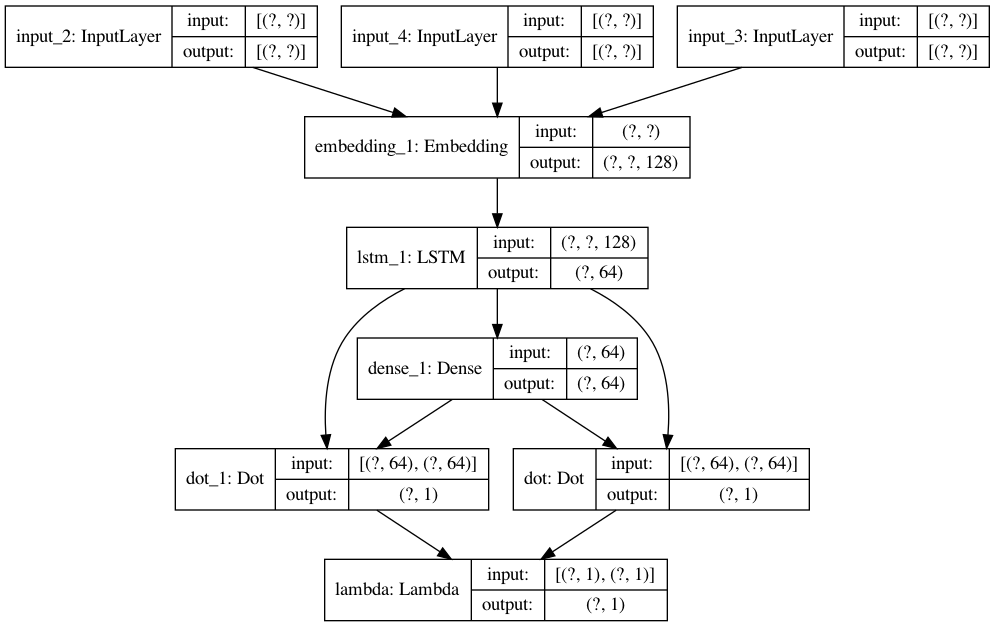 input_2: InputLayer
input:
[(?, ?)]
output:
[(?, ?)]
input_4: InputLayer
input:
[(?, ?)]
output:
[(?, ?)]
input_3: InputLayer
input:
[(?, ?)]
output:
[(?, ?)]
embedding_1: Embedding
input:
(?, ?)
output:
(?, ?, 128)
lstm_1: LSTM
input:
(?, ?, 128)
output:
(?, 64)
dense_1: Dense
input:
(?, 64)
output:
(?, 64)
dot_1: Dot
input:
[(?, 64), (?, 64)]
output:
(?, 1)
dot: Dot
input:
[(?, 64), (?, 64)]
output:
(?, 1)
lambda: Lambda
input:
[(?, 1), (?, 1)]
output:
(?, 1)